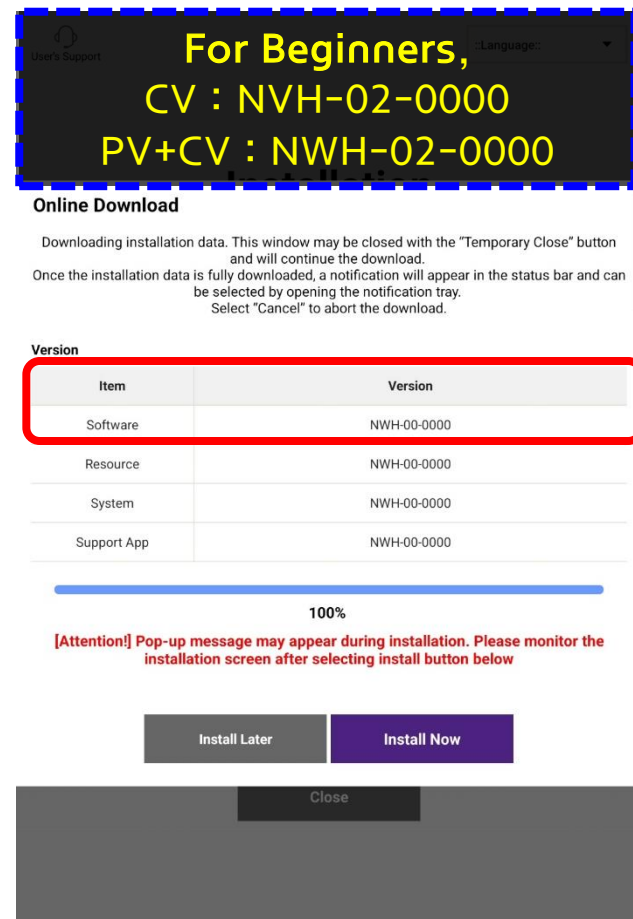 User's Support
::Language::
For Beginners,
CV : NVH-02-0000
PV+CV : NWH-02-0000
Installation
Online Download
Downloading installation data. This window may be closed with the "Temporary Close" button
and will continue the download.
Once the installation data is fully downloaded, a notification will appear in the status bar and can
be selected by opening the notification tray.
Select "Cancel" to abort the download.
Version
Item Version
Software NWH-00-0000
Resource NWH-00-0000
System NWH-00-0000
Support App NWH-00-0000
100%
[Attention!] Pop-up message may appear during installation. Please monitor the
installation screen after selecting install button below
Install Later Install Now
Close